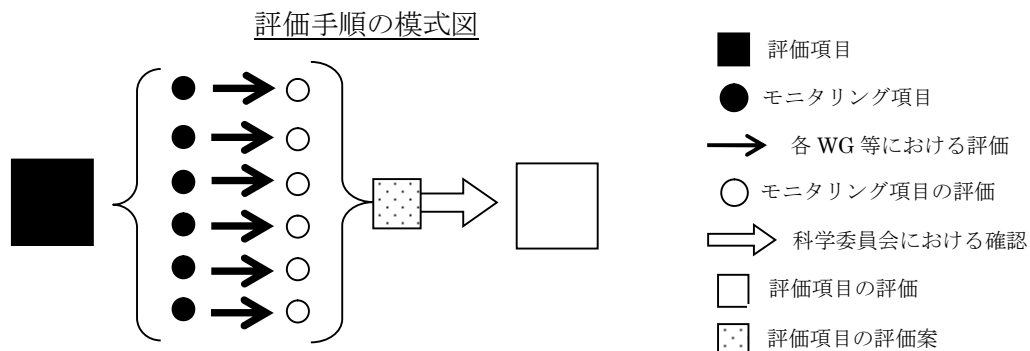 評価手順の模式図
評価項目
モニタリング項目
各 WG 等における評価
モニタリング項目の評価
科学委員会における確認
評価項目の評価
評価項目の評価案